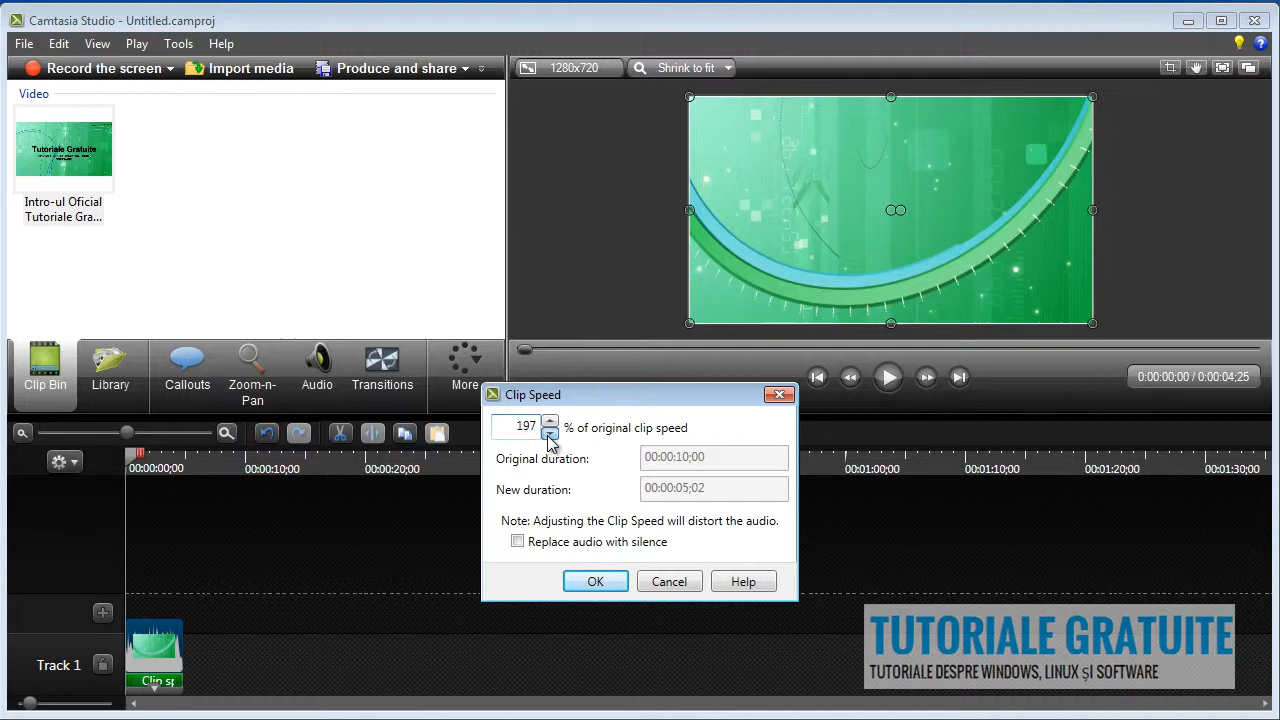 Camtasia Studio - Untitled.camproj
File Edit View Play Tools Help
Record the screen Import media Produce and share
1280x720 Shrink to fit
Video
Tutoriale Gratuite
Intro-ul Oficial
Tutoriale Gra...
Clip Bin Library Callouts Zoom-n-Pan Audio Transitions More
0:00:00;00 / 0:00:04;25
Clip Speed
197 % of original clip speed
Original duration: 00:00:10;00
New duration: 00:00:05;02
Note: Adjusting the Clip Speed will distort the audio.
Replace audio with silence
OK Cancel Help
00:00:00;00 00:00:10;00 00:00:20;00 00:01:00;00 00:01:10;00 00:01:20;00 00:01:30;00
Track 1
Clip sp
TUTORIALE GRATUITE
TUTORIALE DESPRE WINDOWS, LINUX ȘI SOFTWARE